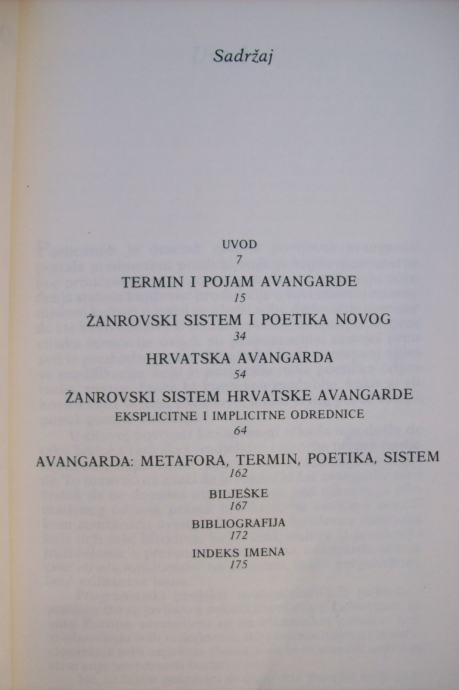 Sadržaj
UVOD
7
TERMIN I POJAM AVANGARDE
15
ŽANROVSKI SISTEM I POETIKA NOVOG
34
HRVATSKA AVANGARDA
54
ŽANROVSKI SISTEM HRVATSKE AVANGARDE
EKSPLICITNE I IMPLICITNE ODREDNICE
64
AVANGARDA: METAFORA, TERMIN, POETIKA, SISTEM
162
BILJEŠKE
167
BIBLIOGRAFIJA
172
INDEKS IMENA
175